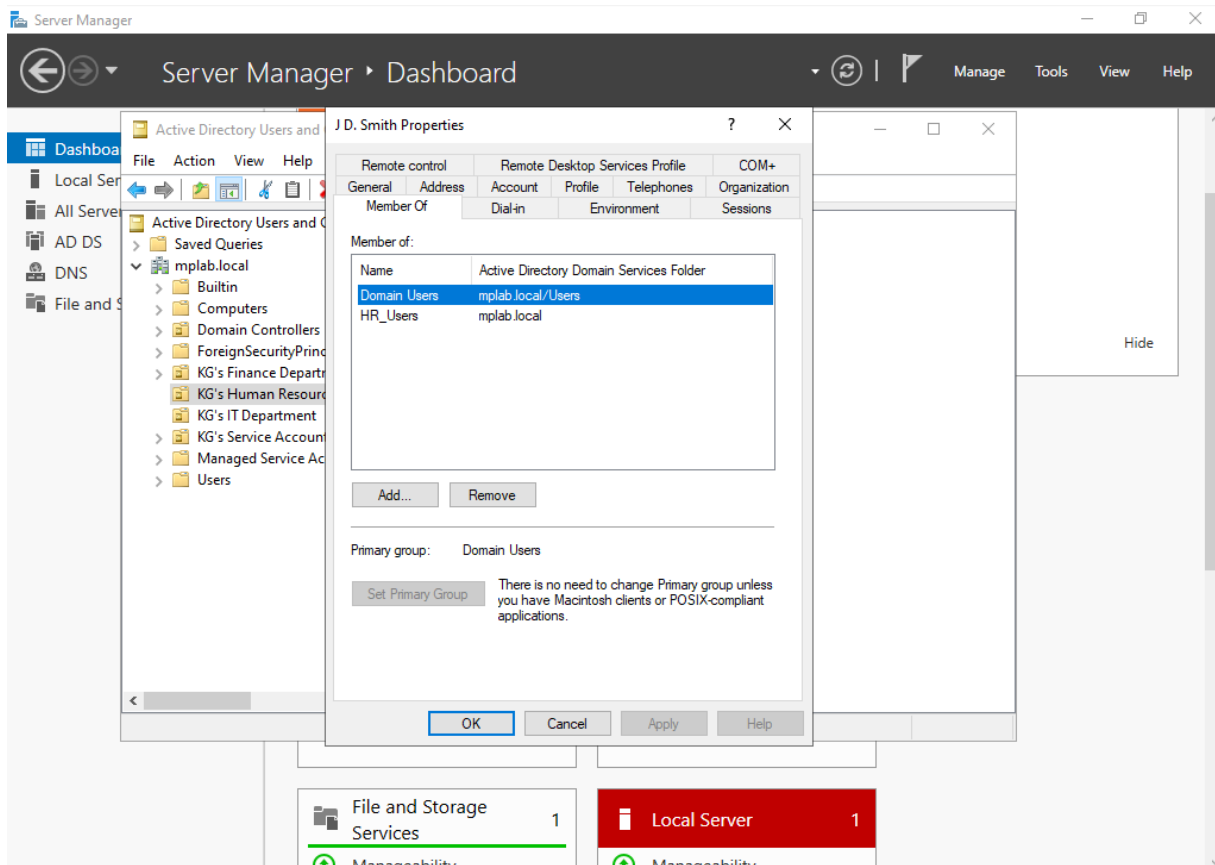 Server Manager
Server Manager • Dashboard
Manage Tools View Help
Dashboa
Local Ser
All Server
AD DS
DNS
File and S
Active Directory Users and
File Action View Help
Active Directory Users and C
Saved Queries
mplab.local
Builtin
Computers
Domain Controllers
ForeignSecurityPrinc
KG's Finance Departr
KG's Human Resourc
KG's IT Department
KG's Service Account
Managed Service Ac
Users
J D. Smith Properties
Remote control Remote Desktop Services Profile COM+
General Address Account Profile Telephones Organization
Member Of Dial-in Environment Sessions
Member of:
Name Active Directory Domain Services Folder
Domain Users mplab.local/Users
HR_Users mplab.local
Add... Remove
Primary group: Domain Users
Set Primary Group
There is no need to change Primary group unless
you have Macintosh clients or POSIX-compliant
applications.
OK Cancel Apply Help
Hide
File and Storage
Services 1
Manageability
Local Server 1
Manageability